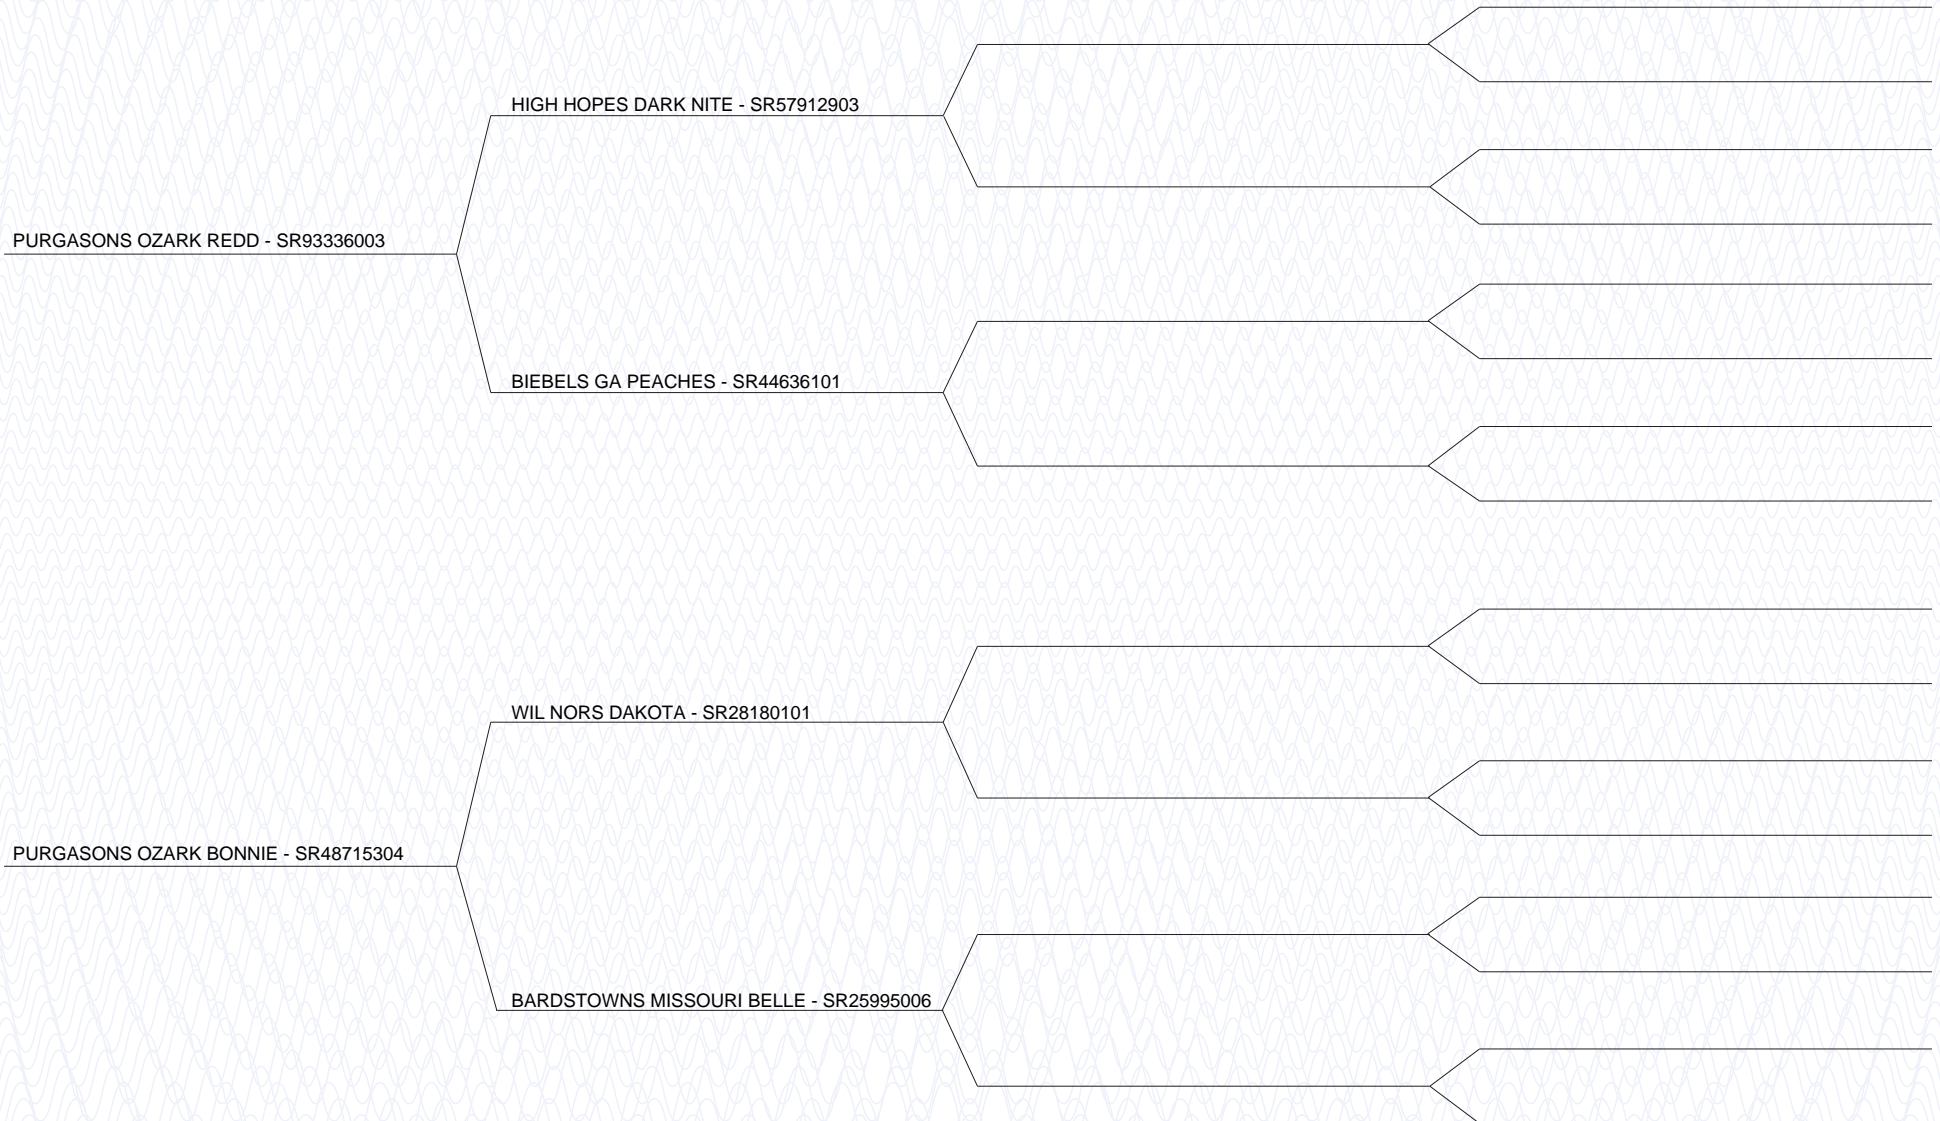 HIGH HOPES DARK NITE - SR57912903
PURGASONS OZARK REDD - SR93336003
BIEBELS GA PEACHES - SR44636101
WIL NORS DAKOTA - SR28180101
PURGASONS OZARK BONNIE - SR48715304
BARDSTOWNS MISSOURI BELLE - SR25995006